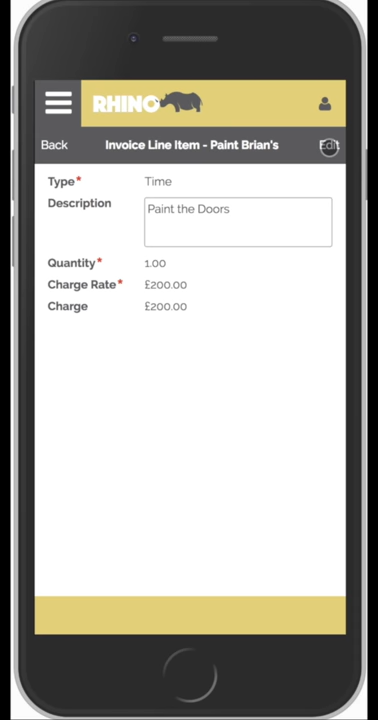 RHINO
Back Invoice Line Item - Paint Brian's Edit
Type* Time
Description Paint the Doors
Quantity* 1.00
Charge Rate* £200.00
Charge £200.00